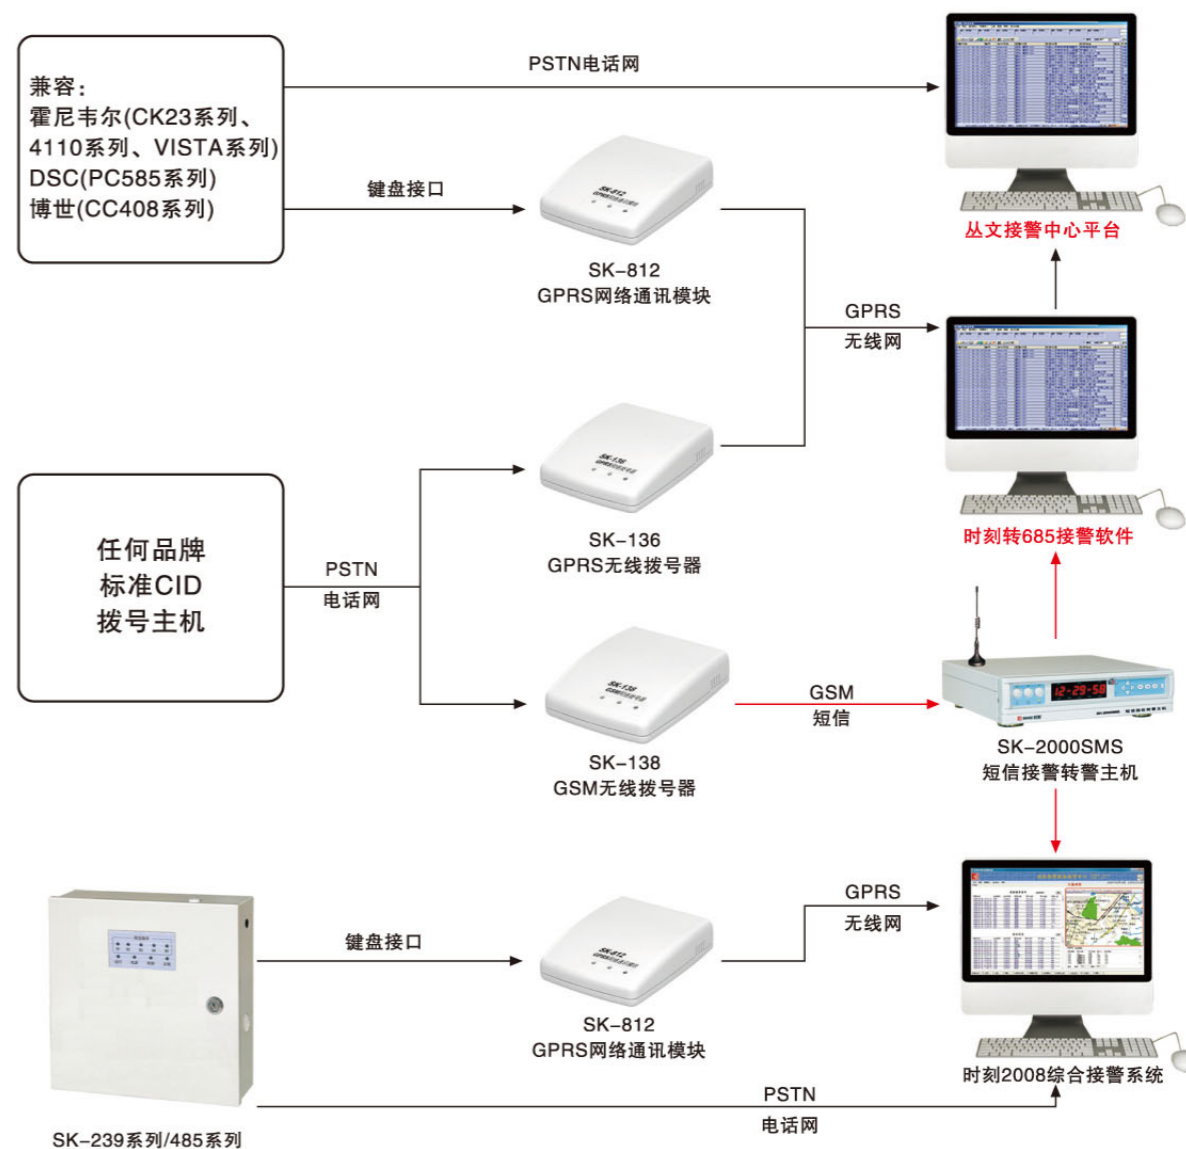 兼容：
霍尼韦尔(CK23系列、
4110系列、VISTA系列)
DSC(PC585系列)
博世(CC408系列)
PSTN电话网
键盘接口
SK-812
SK-812
GPRS网络通讯模块
丛文接警中心平台
GPRS
无线网
时刻转685接警软件
任何品牌
标准CID
拨号主机
PSTN
电话网
SK-136
SK-136
GPRS无线拨号器
SK-138
SK-138
GSM无线拨号器
GSM
短信
12-29-58
SK-2000SMS
短信接警转警主机
SK-239系列/485系列
键盘接口
SK-812
SK-812
GPRS网络通讯模块
GPRS
无线网
时刻2008综合接警系统
PSTN
电话网